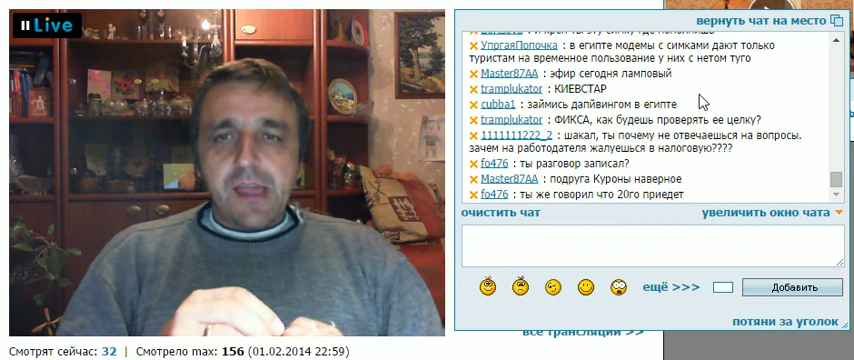 Live
вернуть чат на место
УпргаяПопочка : в египте модемы с симками дают только
туристам на временное пользование у них с нетом туго
Master87AA : эфир сегодня ламповый
tramplukator : КИЕВСТАР
cubba1 : займись дапйвингом в египте
tramplukator : ФИКСА, как будешь проверять ее целку?
1111111222_2 : шакал, ты почему не отвечаешься на вопросы.
зачем на работодателя жалуешься в налоговую????
fo476 : ты разговор записал?
Master87AA : подруга Куроны наверное
fo476 : ты же говорил что 20го приедет
очистить чат
увеличить окно чата
ещё >>>
Добавить
потяни за уголок
все трансляции >>
Смотрят сейчас: 32 | Смотрело max: 156 (01.02.2014 22:59)